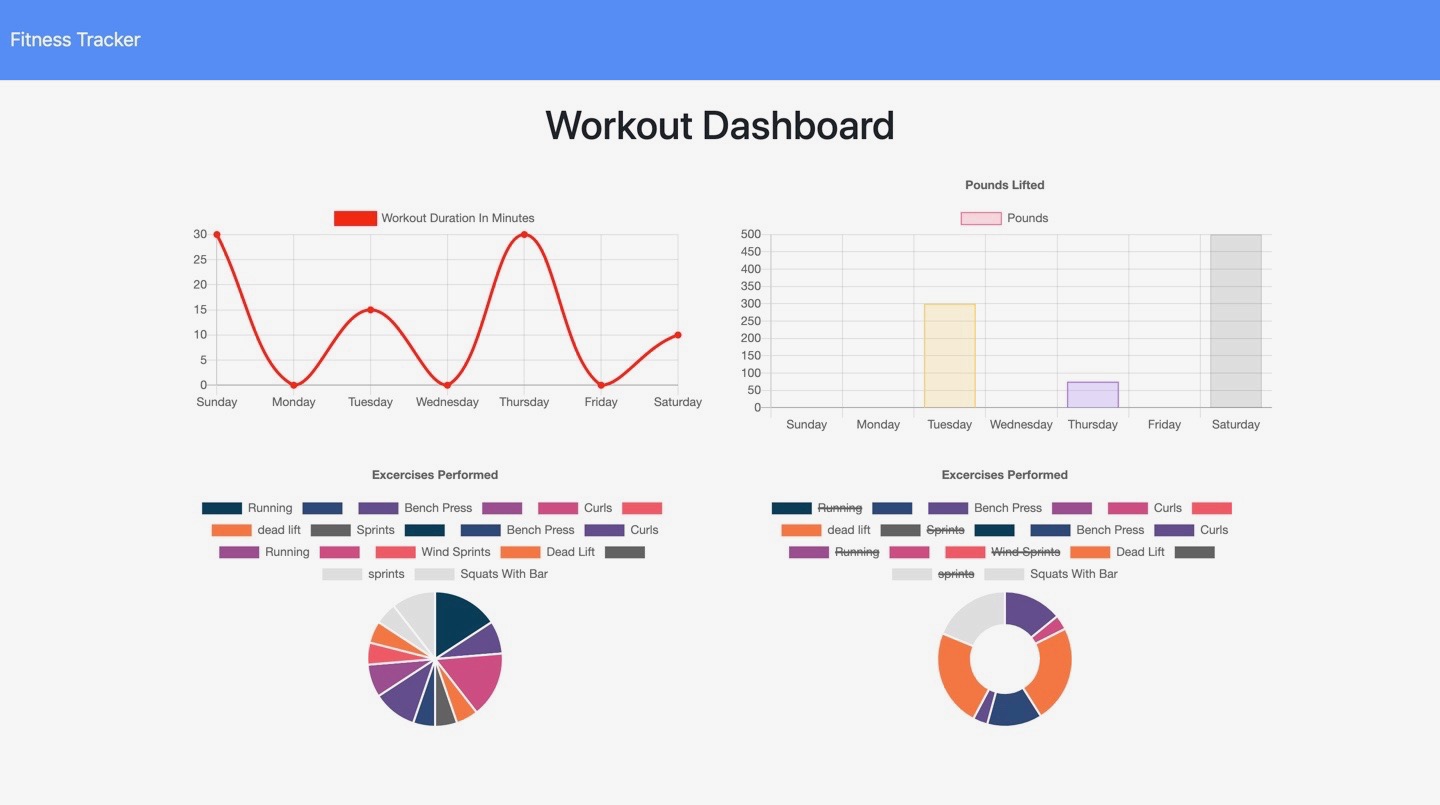 Fitness Tracker
Workout Dashboard
Workout Duration In Minutes
30
25
20
15
10
5
0
Sunday Monday Tuesday Wednesday Thursday Friday Saturday
Pounds Lifted
Pounds
500
450
400
350
300
250
200
150
100
50
0
Sunday Monday Tuesday Wednesday Thursday Friday Saturday
Excercises Performed
Running Bench Press Curls
dead lift Sprints Bench Press Curls
Running Wind Sprints Dead Lift
sprints Squats With Bar
Excercises Performed
Running Bench Press Curls
dead lift Sprints Bench Press Curls
Running Wind Sprints Dead Lift
sprints Squats With Bar